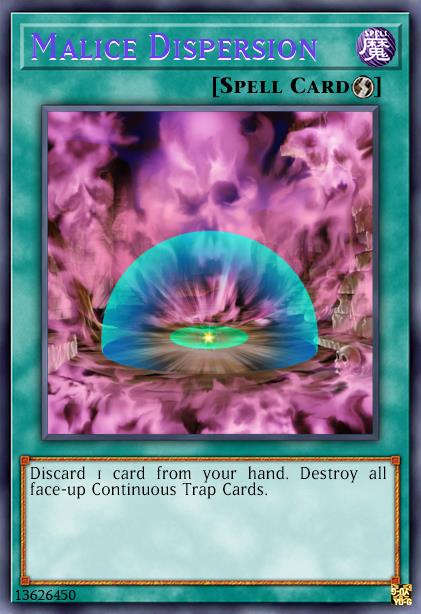 Malice Dispersion
SPELL
魔
[Spell Card]
Discard 1 card from your hand. Destroy all
face-up Continuous Trap Cards.
13626450